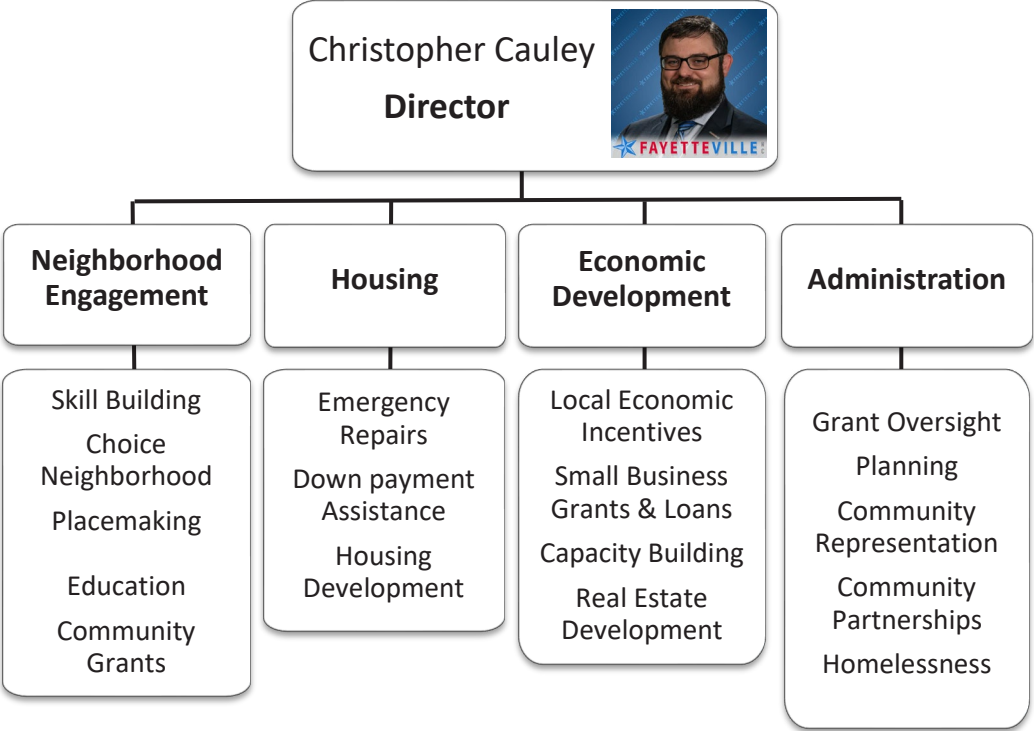 Christopher Cauley
Director
FAYETTEVILLE
Neighborhood
Engagement
Housing
Economic
Development
Administration
Skill Building
Choice
Neighborhood
Placemaking
Education
Community
Grants
Emergency
Repairs
Down payment
Assistance
Housing
Development
Local Economic
Incentives
Small Business
Grants & Loans
Capacity Building
Real Estate
Development
Grant Oversight
Planning
Community
Representation
Community
Partnerships
Homelessness